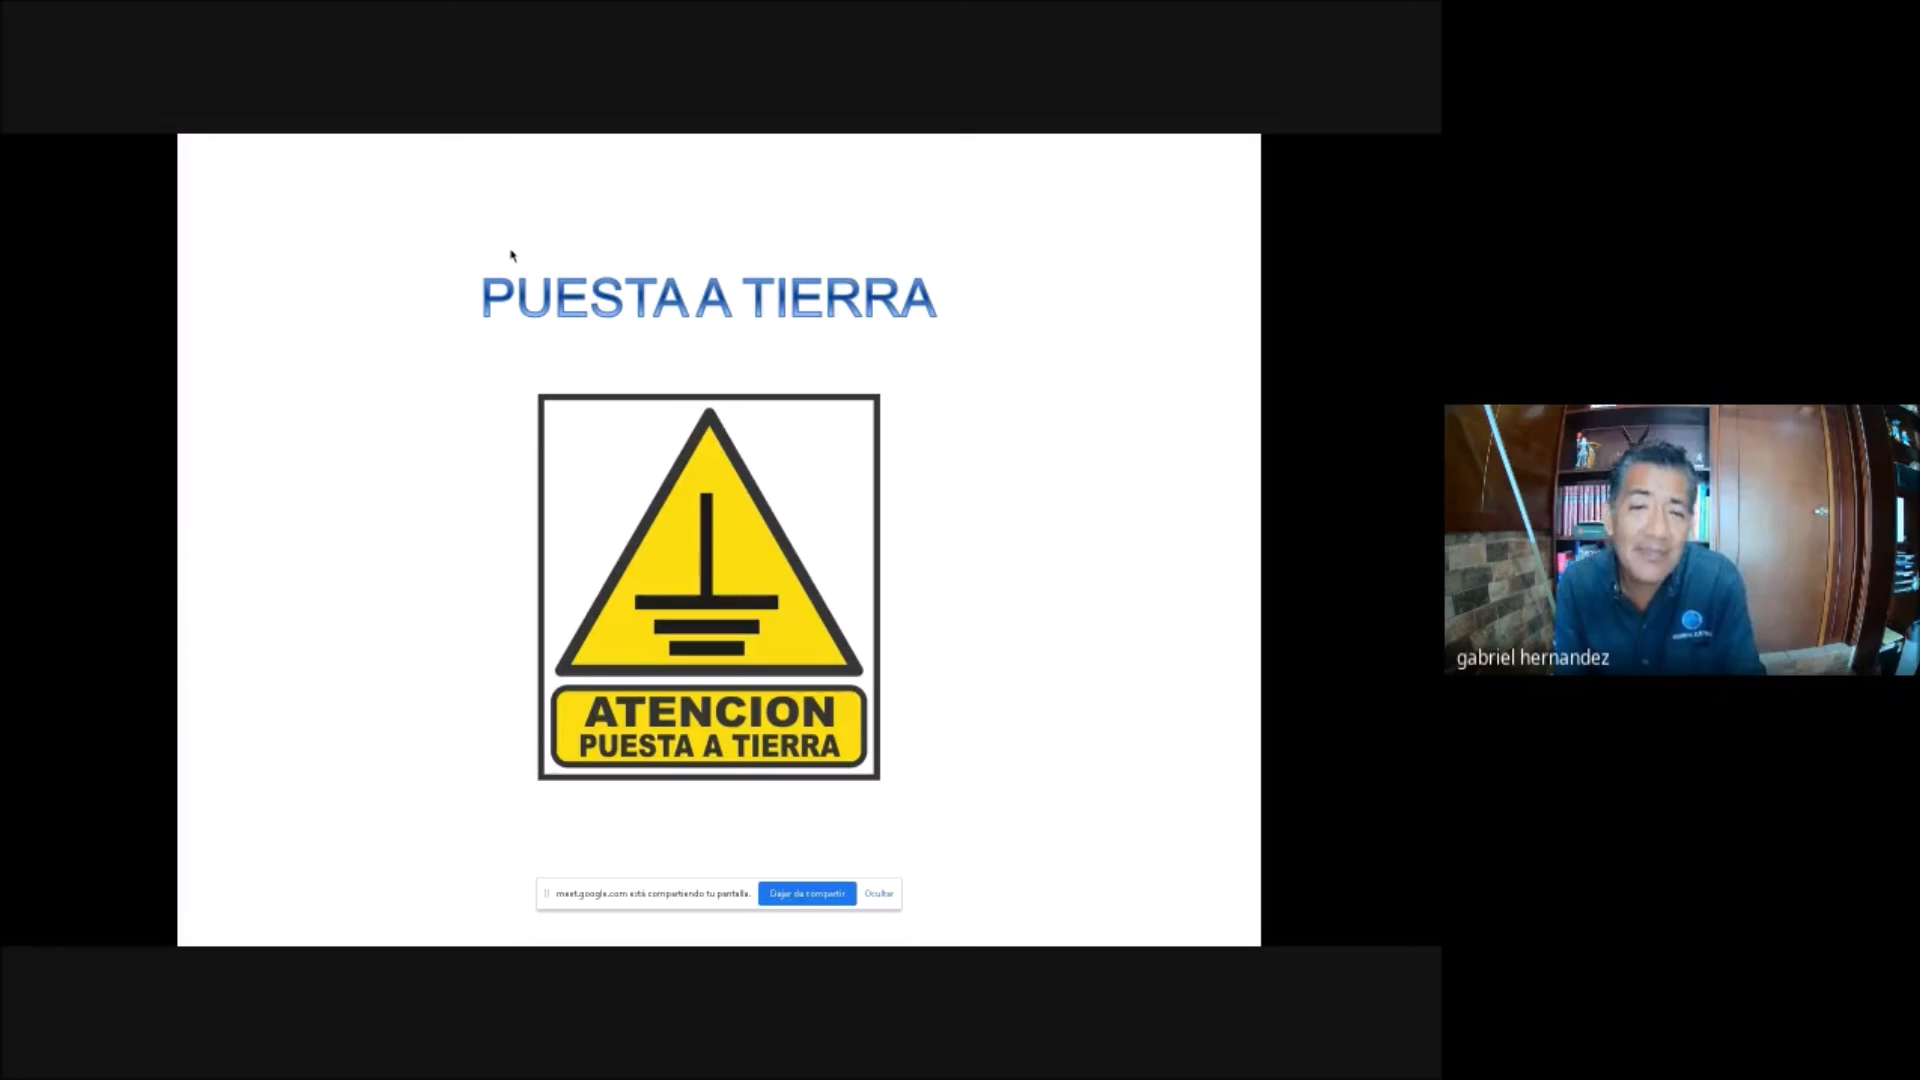 PUESTA A TIERRA
ATENCION
PUESTA A TIERRA
meet.google.com está compartiendo tu pantalla. Dejar de compartir Ocultar
gabriel hernandez